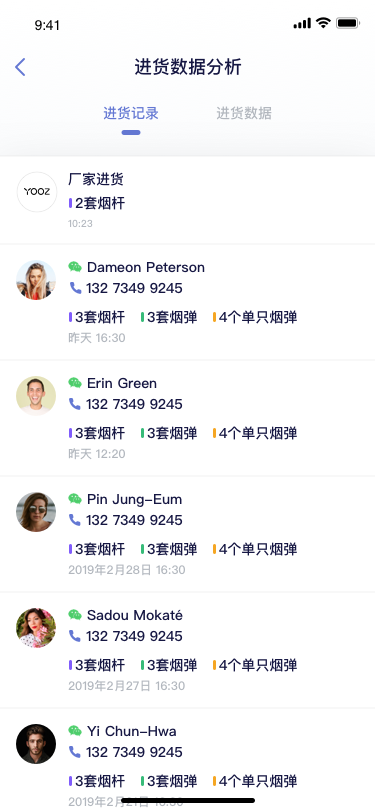 9:41
进货数据分析
进货记录 进货数据
YOOZ
厂家进货
2套烟杆
10:23
Dameon Peterson
132 7349 9245
3套烟杆 3套烟弹 4个单只烟弹
昨天 16:30
Erin Green
132 7349 9245
3套烟杆 3套烟弹 4个单只烟弹
昨天 12:20
Pin Jung-Eum
132 7349 9245
3套烟杆 3套烟弹 4个单只烟弹
2019年2月28日 16:30
Sadou Mokaté
132 7349 9245
3套烟杆 3套烟弹 4个单只烟弹
2019年2月27日 16:30
Yi Chun-Hwa
132 7349 9245
3套烟杆 3套烟弹 4个单只烟弹
2019年2月21日 16:30